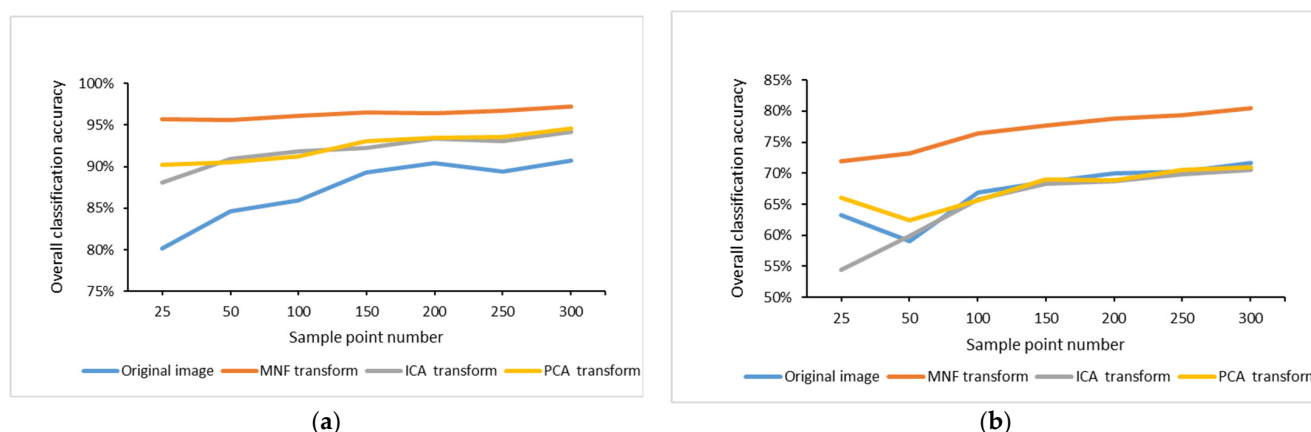 Overall classification accuracy
100%
95%
90%
85%
80%
75%
25 50 100 150 200 250 300
Sample point number
Original image MNF transform ICA transform PCA transform
(a)
Overall classification accuracy
85%
80%
75%
70%
65%
60%
55%
50%
25 50 100 150 200 250 300
Sample point number
Original image MNF transform ICA transform PCA transform
(b)